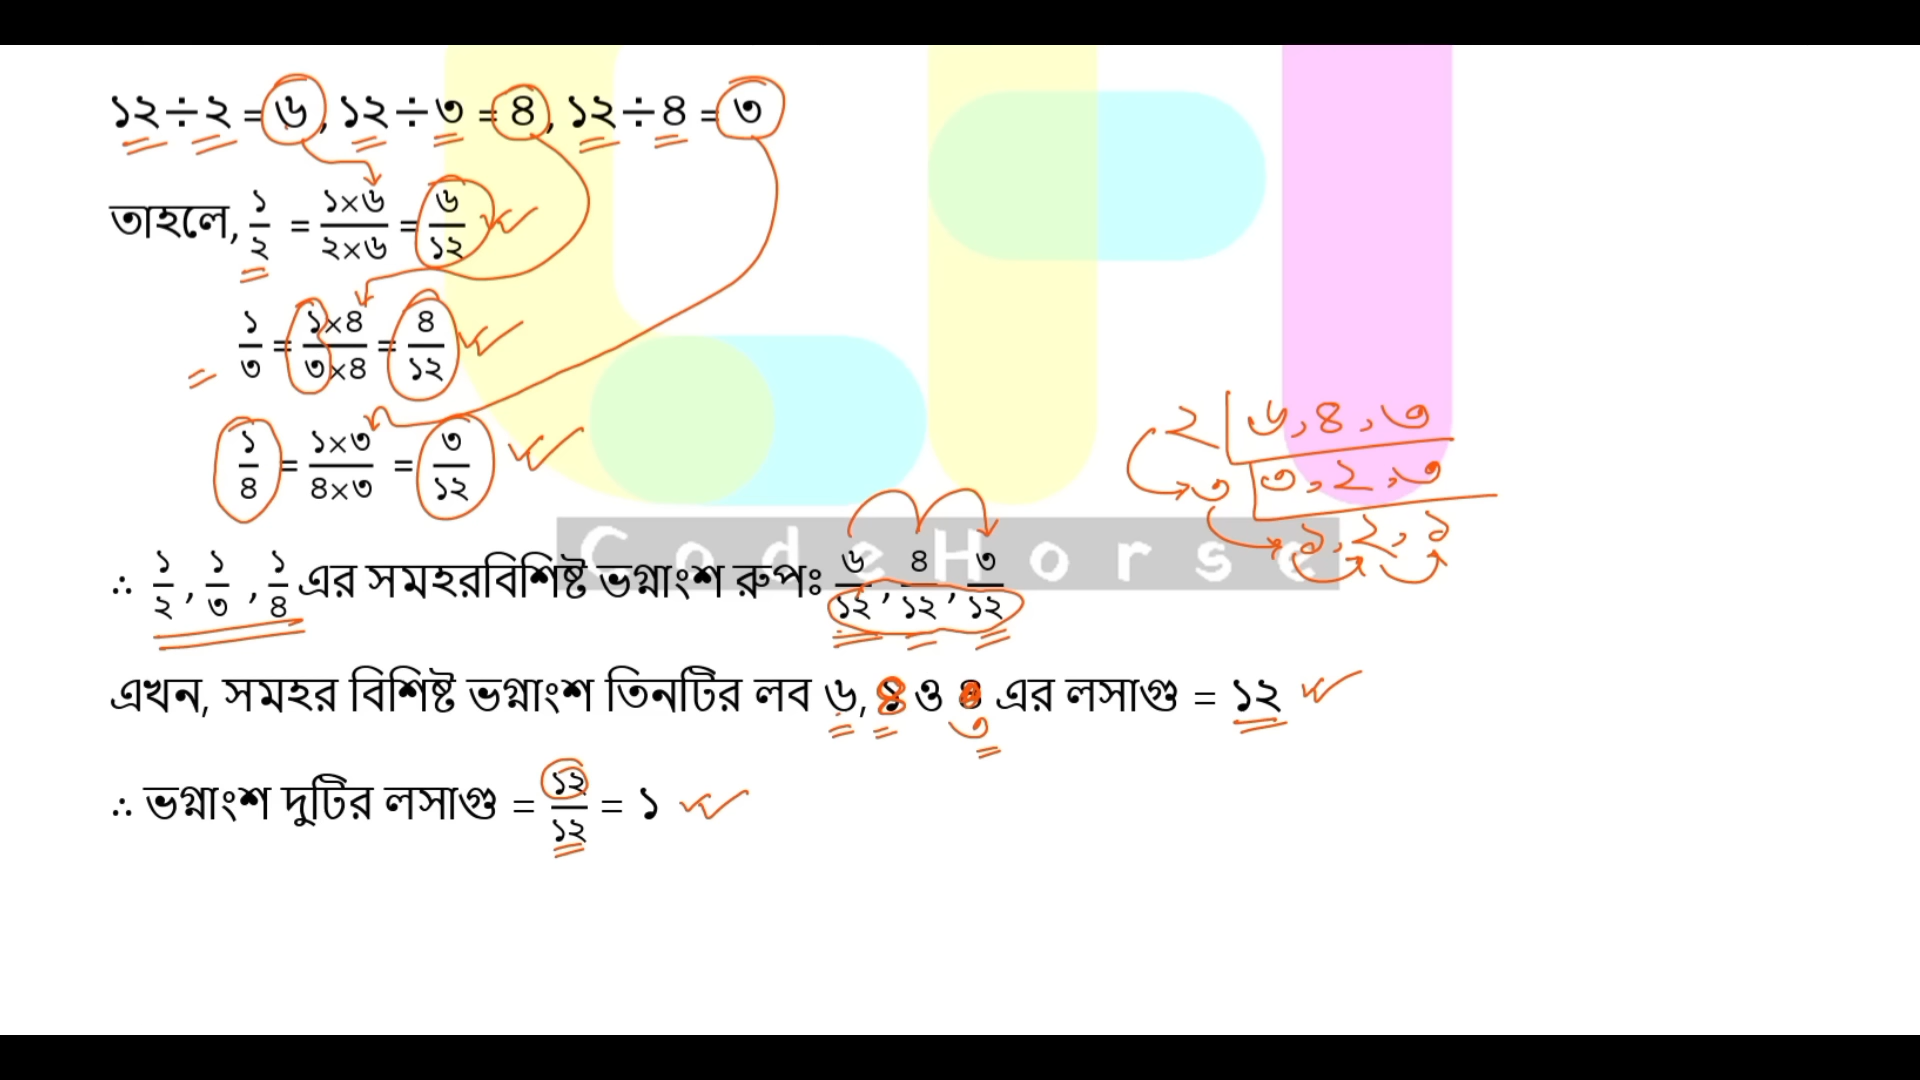 ১২÷২ = ৬, ১২÷৩ = ৪, ১২÷৪ = ৩
তাহলে, ১/২ = ১×৬/২×৬ = ৬/১২
১/৩ = ১×৪/৩×৪ = ৪/১২
১/৪ = ১×৩/৪×৩ = ৩/১২
২ ৬, ৪, ৩
৩ ৩, ২, ৩
১, ২, ১
CodeHorse
∴ ১/২, ১/৩, ১/৪ এর সমহরবিশিষ্ট ভগ্নাংশ রুপঃ ৬/১২, ৪/১২, ৩/১২
এখন, সমহর বিশিষ্ট ভগ্নাংশ তিনটির লব ৬, ৪ ও ৩ এর লসাগু = ১২
∴ ভগ্নাংশ দুটির লসাগু = ১২/১২ = ১